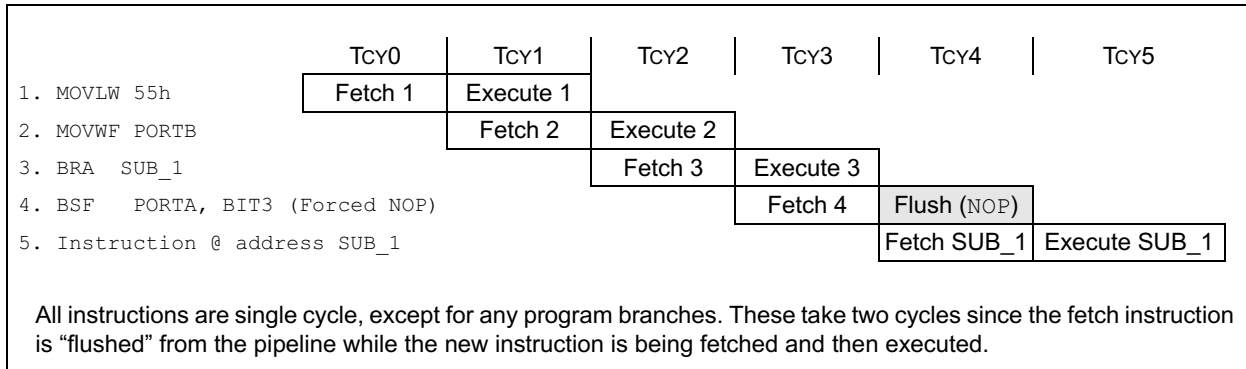 TCY0 TCY1 TCY2 TCY3 TCY4 TCY5
1. MOVLW 55h Fetch 1 Execute 1
2. MOVWF PORTB Fetch 2 Execute 2
3. BRA SUB_1 Fetch 3 Execute 3
4. BSF PORTA, BIT3 (Forced NOP) Fetch 4 Flush (NOP)
5. Instruction @ address SUB_1 Fetch SUB_1 Execute SUB_1
All instructions are single cycle, except for any program branches. These take two cycles since the fetch instruction
is “flushed” from the pipeline while the new instruction is being fetched and then executed.